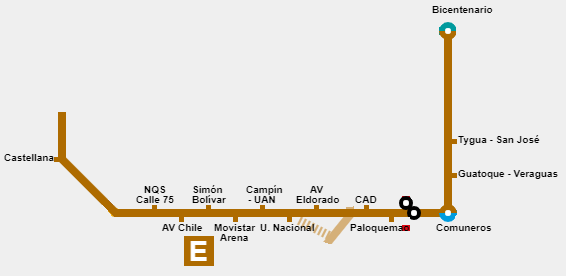 Bicentenario
Tygua - San José
Castellana
Guatoque - Veraguas
NQS
Calle 75
Simón
Bolívar
Campín
- UAN
AV
Eldorado
CAD
AV Chile
Movistar
Arena
U. Nacional
Paloquemao
Comuneros
E